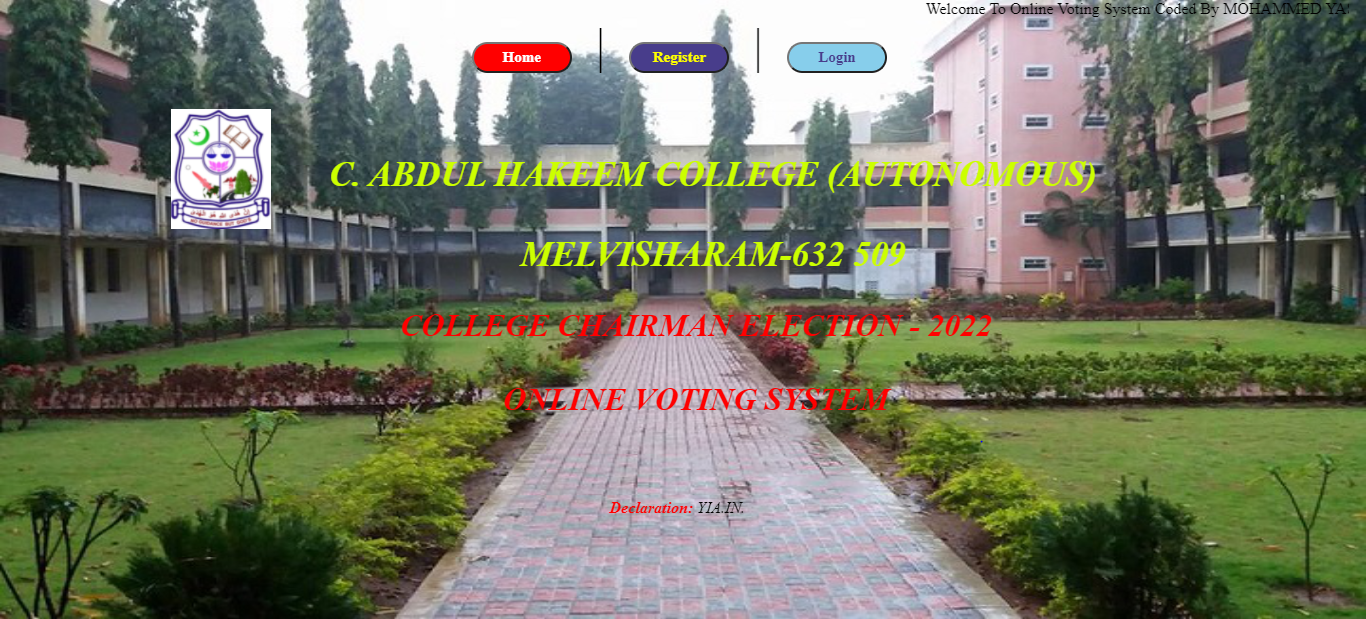 Welcome To Online Voting System Coded By MOHAMMED YA
Home
Register
Login
C. ABDUL HAKEEM COLLEGE (AUTONOMOUS)
MELVISHARAM-632 509
COLLEGE CHAIRMAN ELECTION - 2022
ONLINE VOTING SYSTEM
Declaration: YIA.IN.